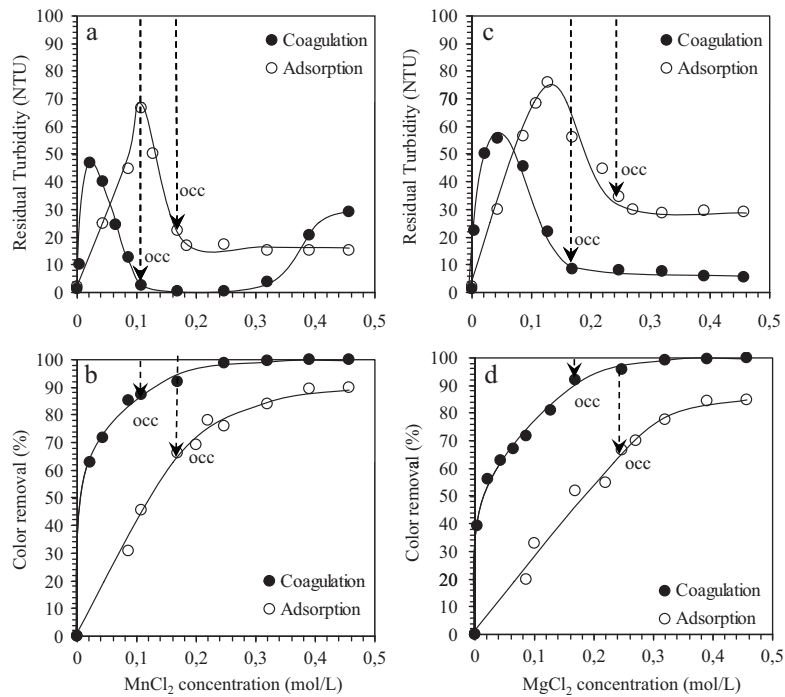 Residual Turbidity (NTU)
100
90
80
70
60
50
40
30
20
10
0
a
Coagulation
Adsorption
occ
occ
0
0,1
0,2
0,3
0,4
0,5
Residual Turbidity (NTU)
100
90
80
70
60
50
40
30
20
10
0
c
Coagulation
Adsorption
occ
occ
0
0,1
0,2
0,3
0,4
0,5
Color removal (%)
100
90
80
70
60
50
40
30
20
10
0
b
occ
occ
Coagulation
Adsorption
0
0,1
0,2
0,3
0,4
0,5
MnCl₂ concentration (mol/L)
Color removal (%)
100
90
80
70
60
50
40
30
20
10
0
d
occ
occ
Coagulation
Adsorption
0
0,1
0,2
0,3
0,4
0,5
MgCl₂ concentration (mol/L)